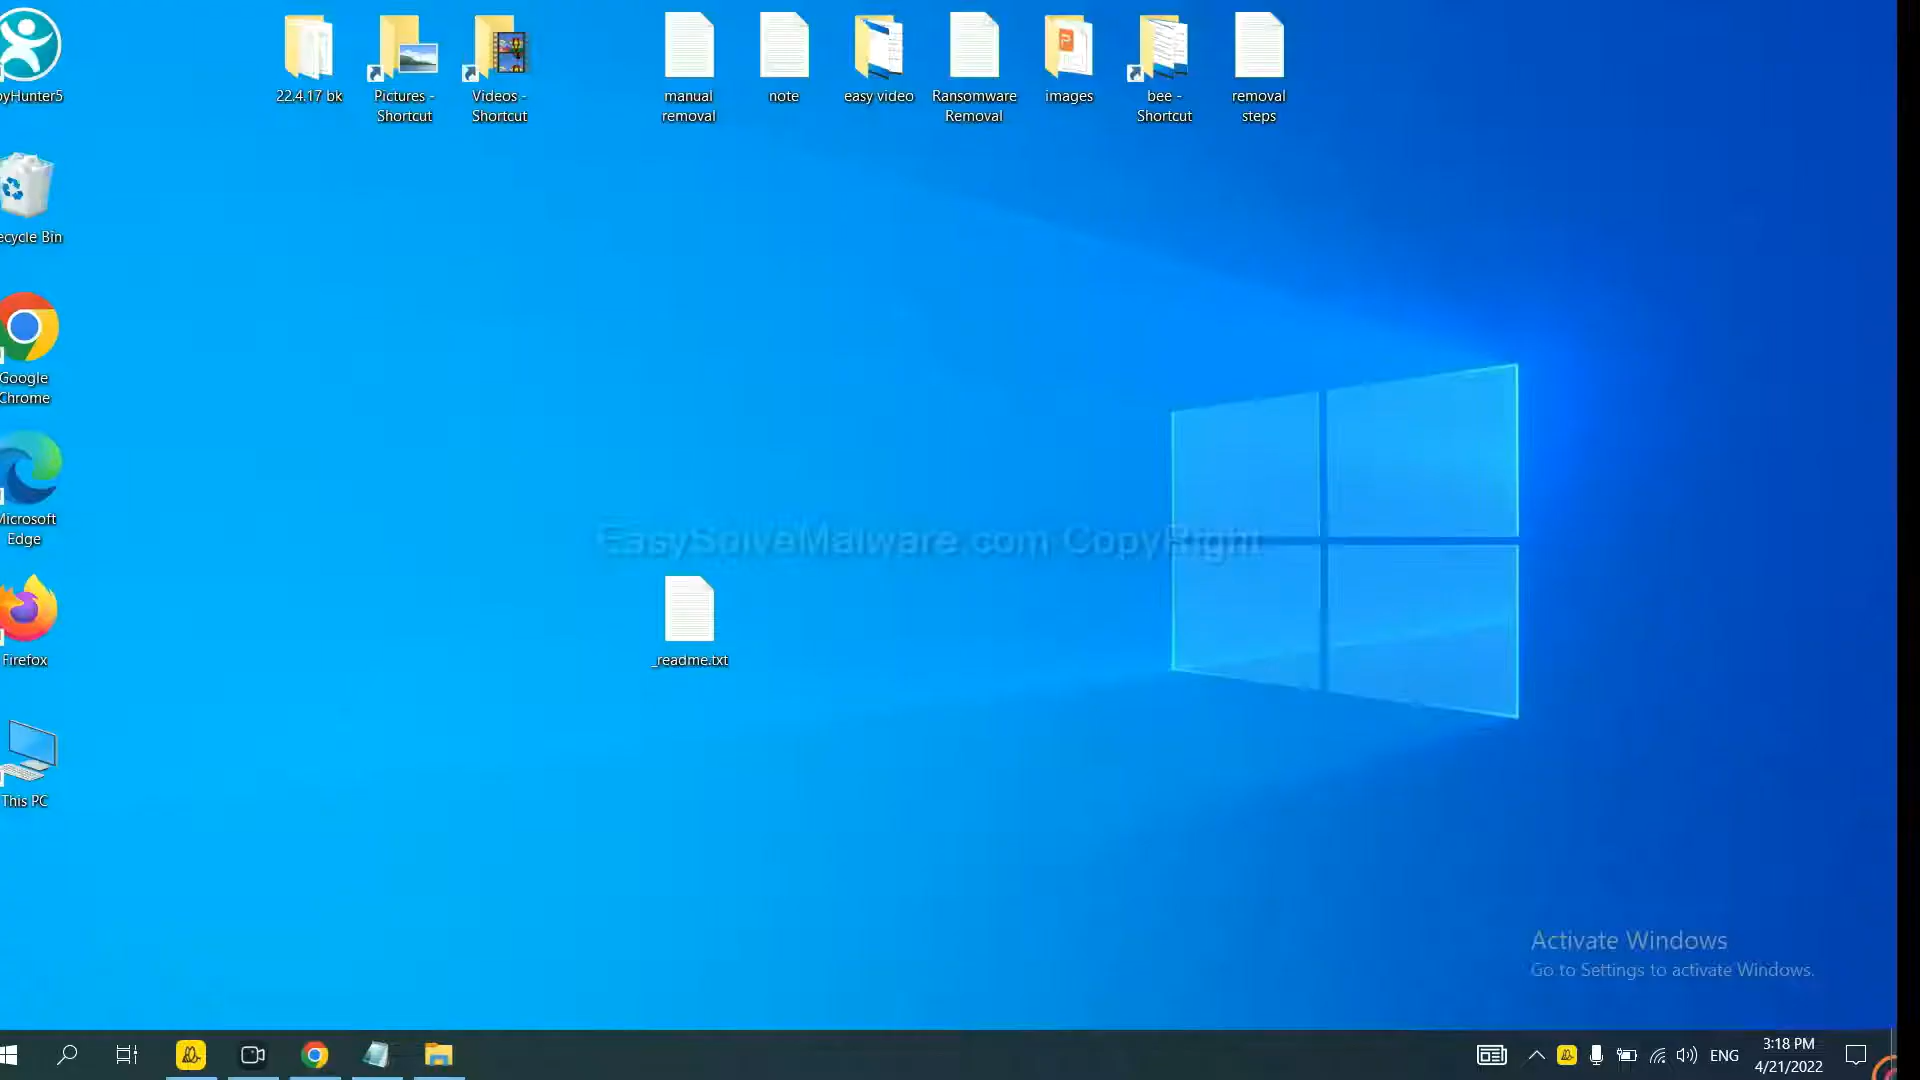 22.4.17 bk
Pictures -
Shortcut
Videos -
Shortcut
manual
removal
note
easy video
Ransomware
Removal
images
bee -
Shortcut
removal
steps
yHunter5
ecycle Bin
Google
Chrome
Microsoft
Edge
Firefox
This PC
EasySolveMalware.com CopyRight
_readme.txt
Activate Windows
Go to Settings to activate Windows.
ENG
3:18 PM
4/21/2022